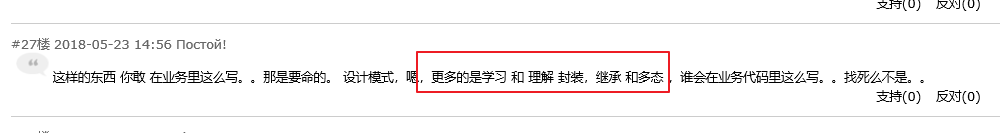 支持(0) 反对(0)
#27楼 2018-05-23 14:56 Постой!
这样的东西 你敢 在业务里这么写。。那是要命的。 设计模式，嗯，更多的是学习 和 理解 封装，继承 和多态 ，谁会在业务代码里这么写。。找死么不是。。
支持(0) 反对(0)